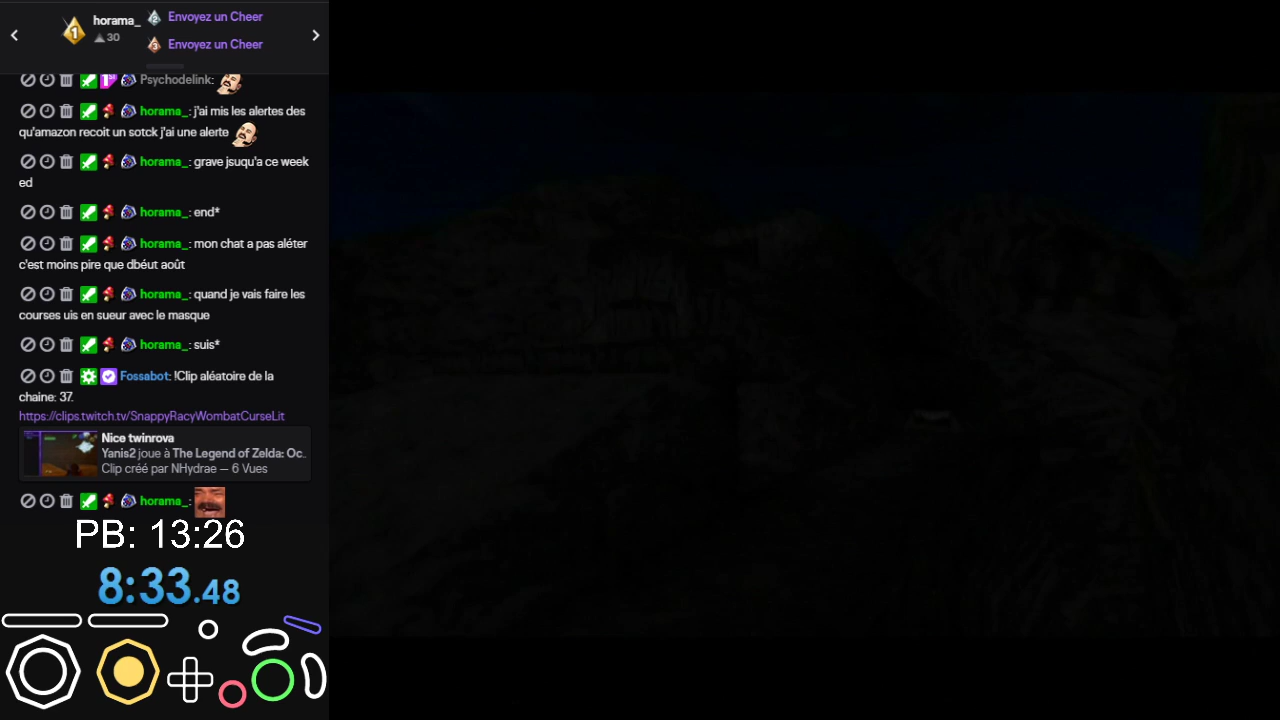 horama_
30
2 Envoyez un Cheer
3 Envoyez un Cheer
1
Psychodelink:
horama_: j'ai mis les alertes des
qu'amazon recoit un sotck j'ai une alerte
horama_: grave jsuqu'a ce week
ed
horama_: end*
horama_: mon chat a pas aléter
c'est moins pire que dbéut août
horama_: quand je vais faire les
courses uis en sueur avec le masque
horama_: suis*
Fossabot: !Clip aléatoire de la
chaine: 37.
https://clips.twitch.tv/SnappyRacyWombatCurseLit
Nice twinrova
Yanis2 joue à The Legend of Zelda: Oc..
Clip créé par NHydrae — 6 Vues
horama_:
PB: 13:26
8:33.48